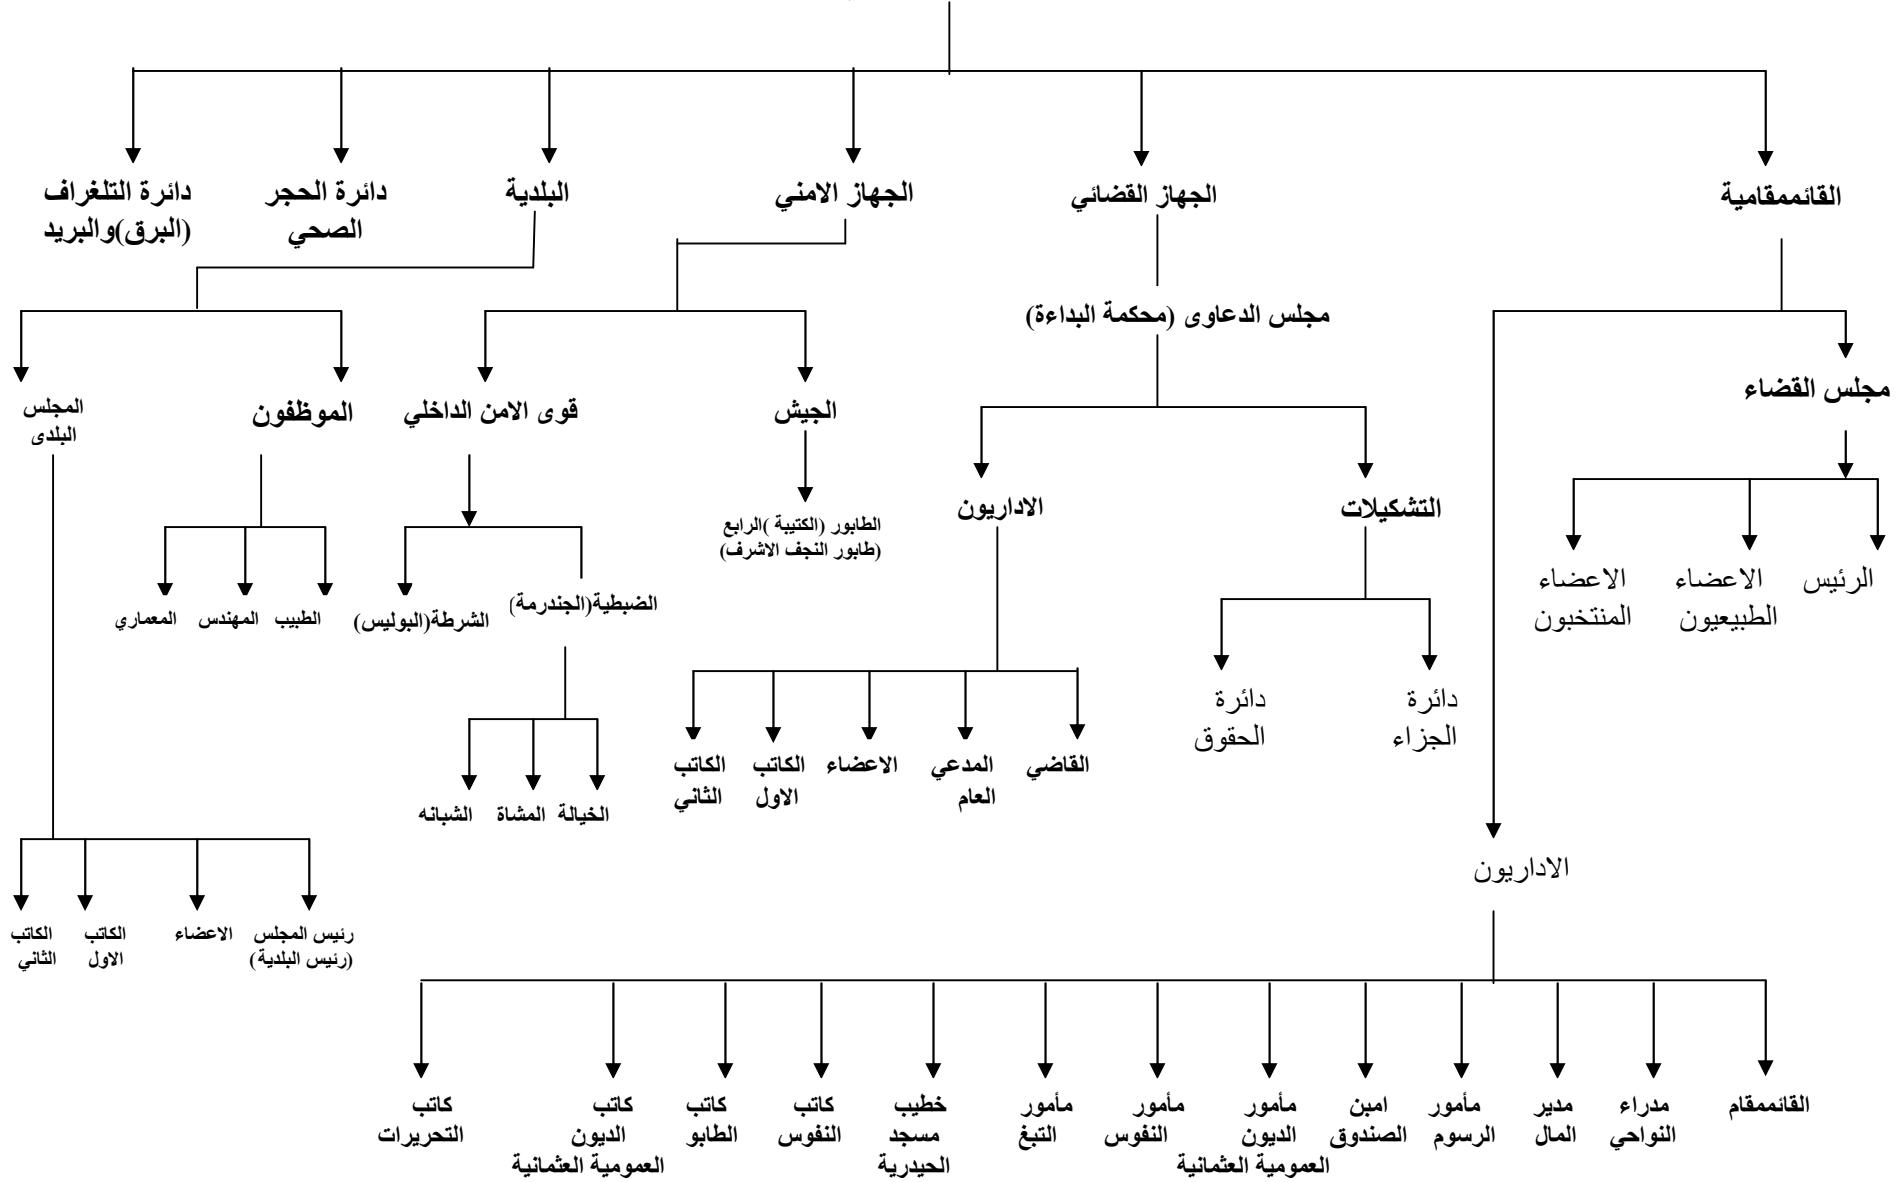 القائممقامية
الجهاز القضائي
الجهاز الامني
البلدية
دائرة الحجر
الصحي
دائرة التلغراف
(البرق)والبريد
مجلس الدعاوى (محكمة البداءة)
مجلس القضاء
الجيش
قوى الامن الداخلي
الموظفون
المجلس
البلدى
التشكيلات
الاداريون
الطابور (الكتيبة )الرابع
(طابور النجف الاشرف)
الرئيس
الاعضاء
الطبيعيون
الاعضاء
المنتخبون
الضبطية(الجندرمة)
الشرطة(البوليس)
الطبيب
المهندس
المعماري
دائرة
الجزاء
دائرة
الحقوق
القاضي
المدعي
العام
الاعضاء
الكاتب
الاول
الكاتب
الثاني
الخيالة
المشاة
الشبانه
الاداريون
رئيس المجلس
(رئيس البلدية)
الاعضاء
الكاتب
الاول
الكاتب
الثاني
القائممقام
مدراء
النواحي
مدير
المال
مأمور
الرسوم
امين
الصندوق
مأمور
الديون
العمومية العثمانية
مأمور
النفوس
مأمور
التبغ
خطيب
مسجد
الحيدرية
كاتب
النفوس
كاتب
الطابو
كاتب
الديون
العمومية العثمانية
كاتب
التحريرات